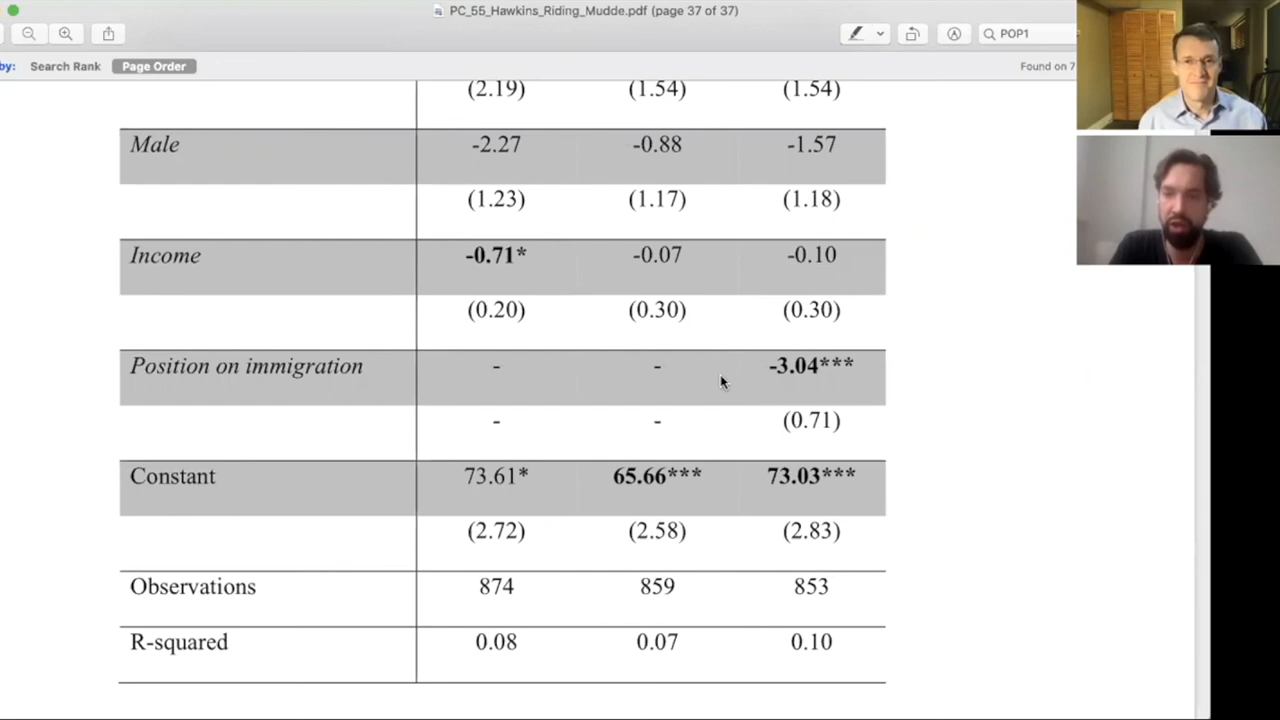 PC_55_Hawkins_Riding_Mudde.pdf (page 37 of 37)
POP1
by: Search Rank Page Order Found on 7
(2.19) (1.54) (1.54)
Male -2.27 -0.88 -1.57
(1.23) (1.17) (1.18)
Income -0.71* -0.07 -0.10
(0.20) (0.30) (0.30)
Position on immigration - - -3.04***
- - (0.71)
Constant 73.61* 65.66*** 73.03***
(2.72) (2.58) (2.83)
Observations 874 859 853
R-squared 0.08 0.07 0.10